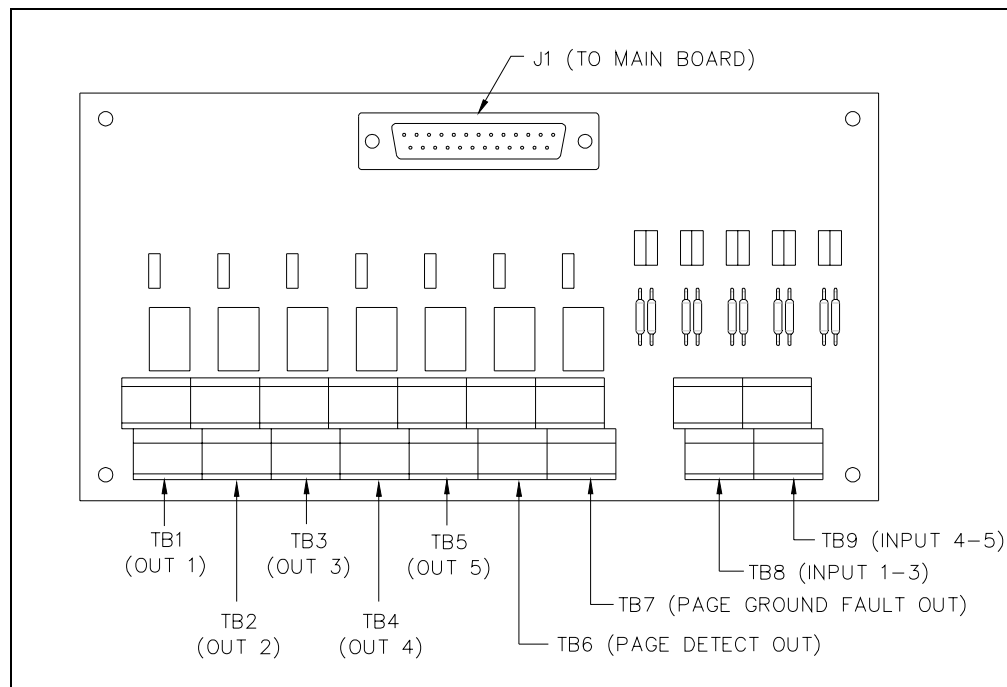 J1 (TO MAIN BOARD)
TB1
(OUT 1)
TB3
(OUT 3)
TB5
(OUT 5)
TB9 (INPUT 4-5)
TB8 (INPUT 1-3)
TB7 (PAGE GROUND FAULT OUT)
TB2
(OUT 2)
TB4
(OUT 4)
TB6 (PAGE DETECT OUT)